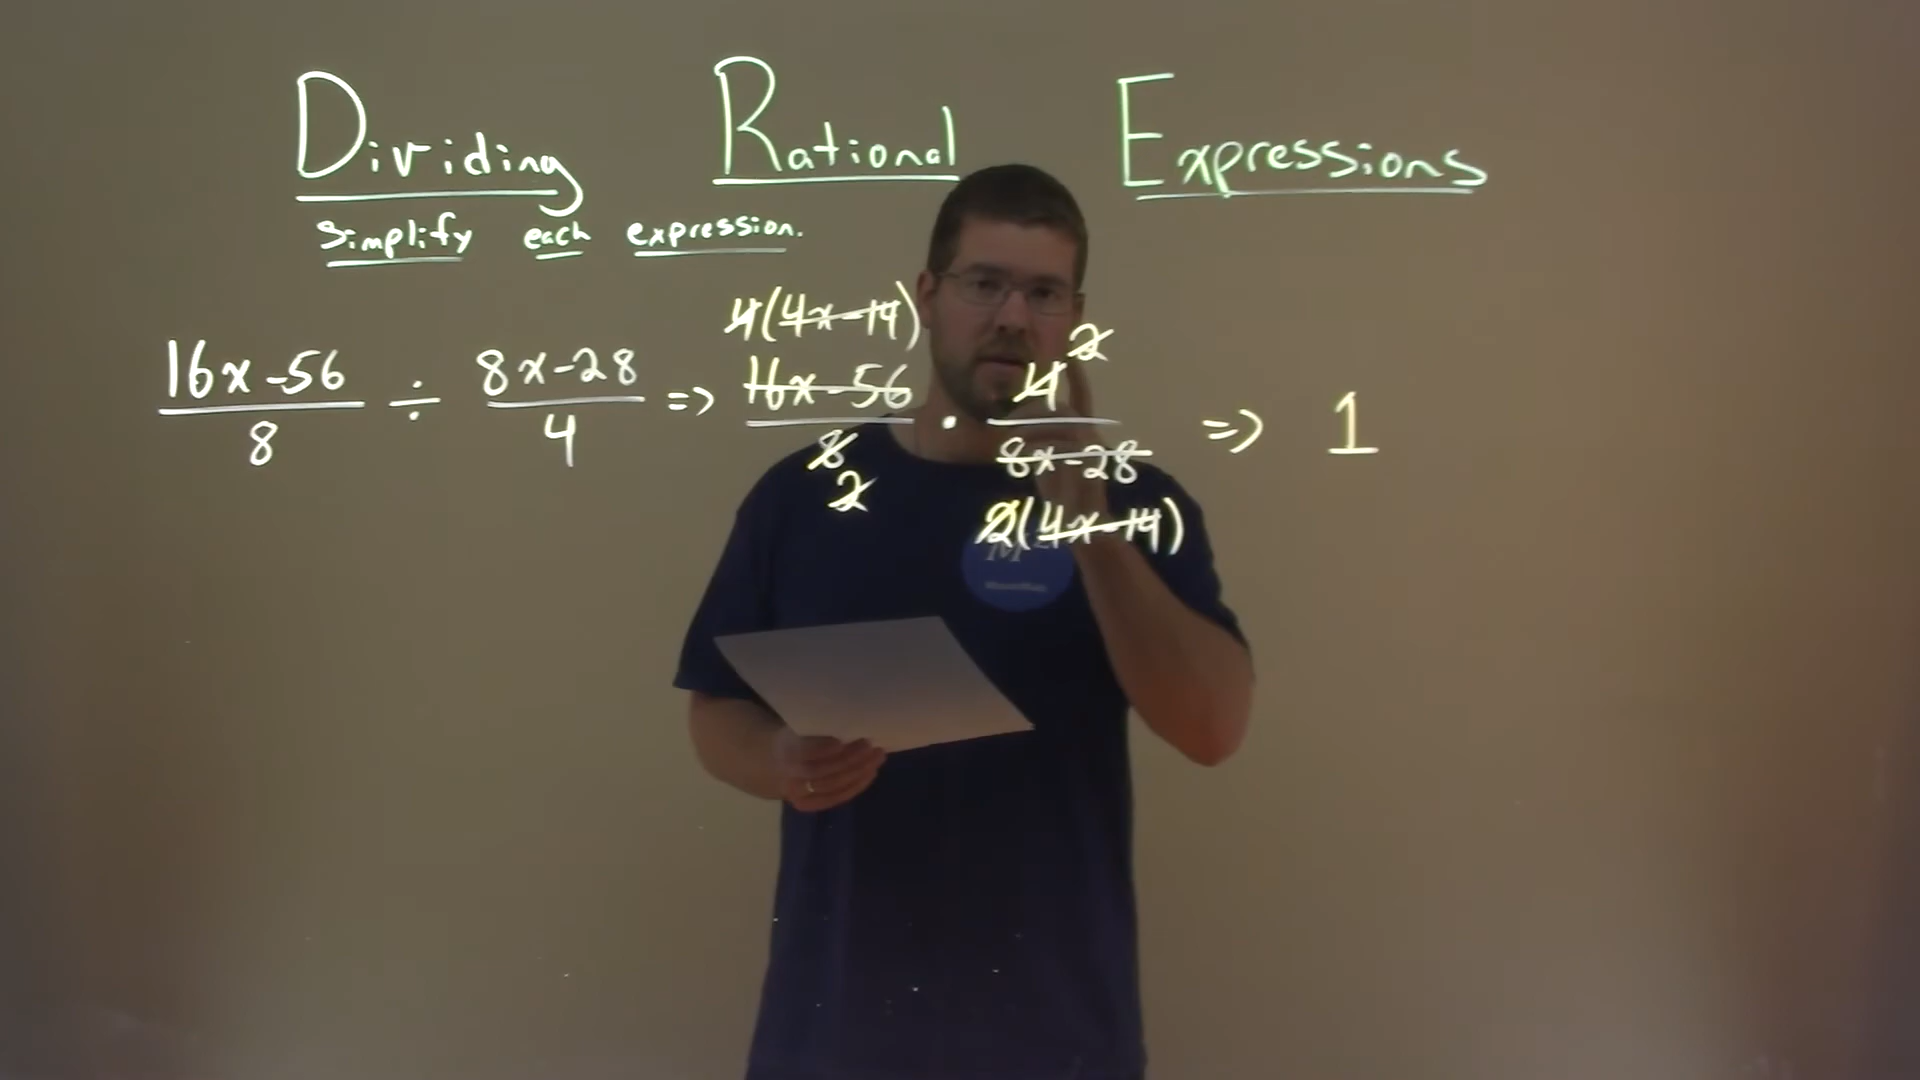 Dividing Rational Expressions
Simplify each expression.
16x-56/8 ÷ 8x-28/4 => 16x-56/8 · 4/8x-28 => 1
4(4x-14) 2
2 2(4x-14)
M